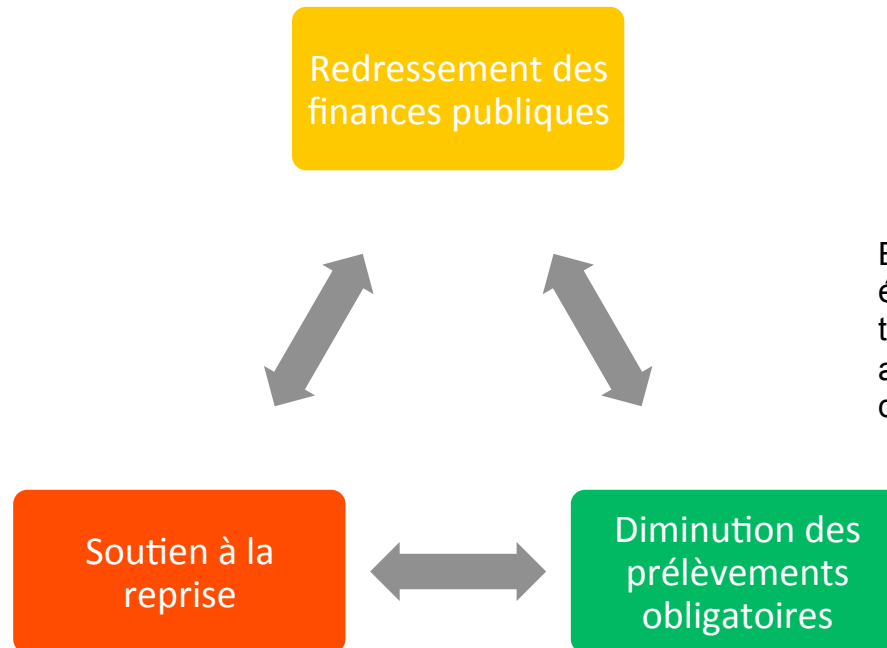 Redressement des
finances publiques
Soutien à la
reprise
Diminution des
prélèvements
obligatoires